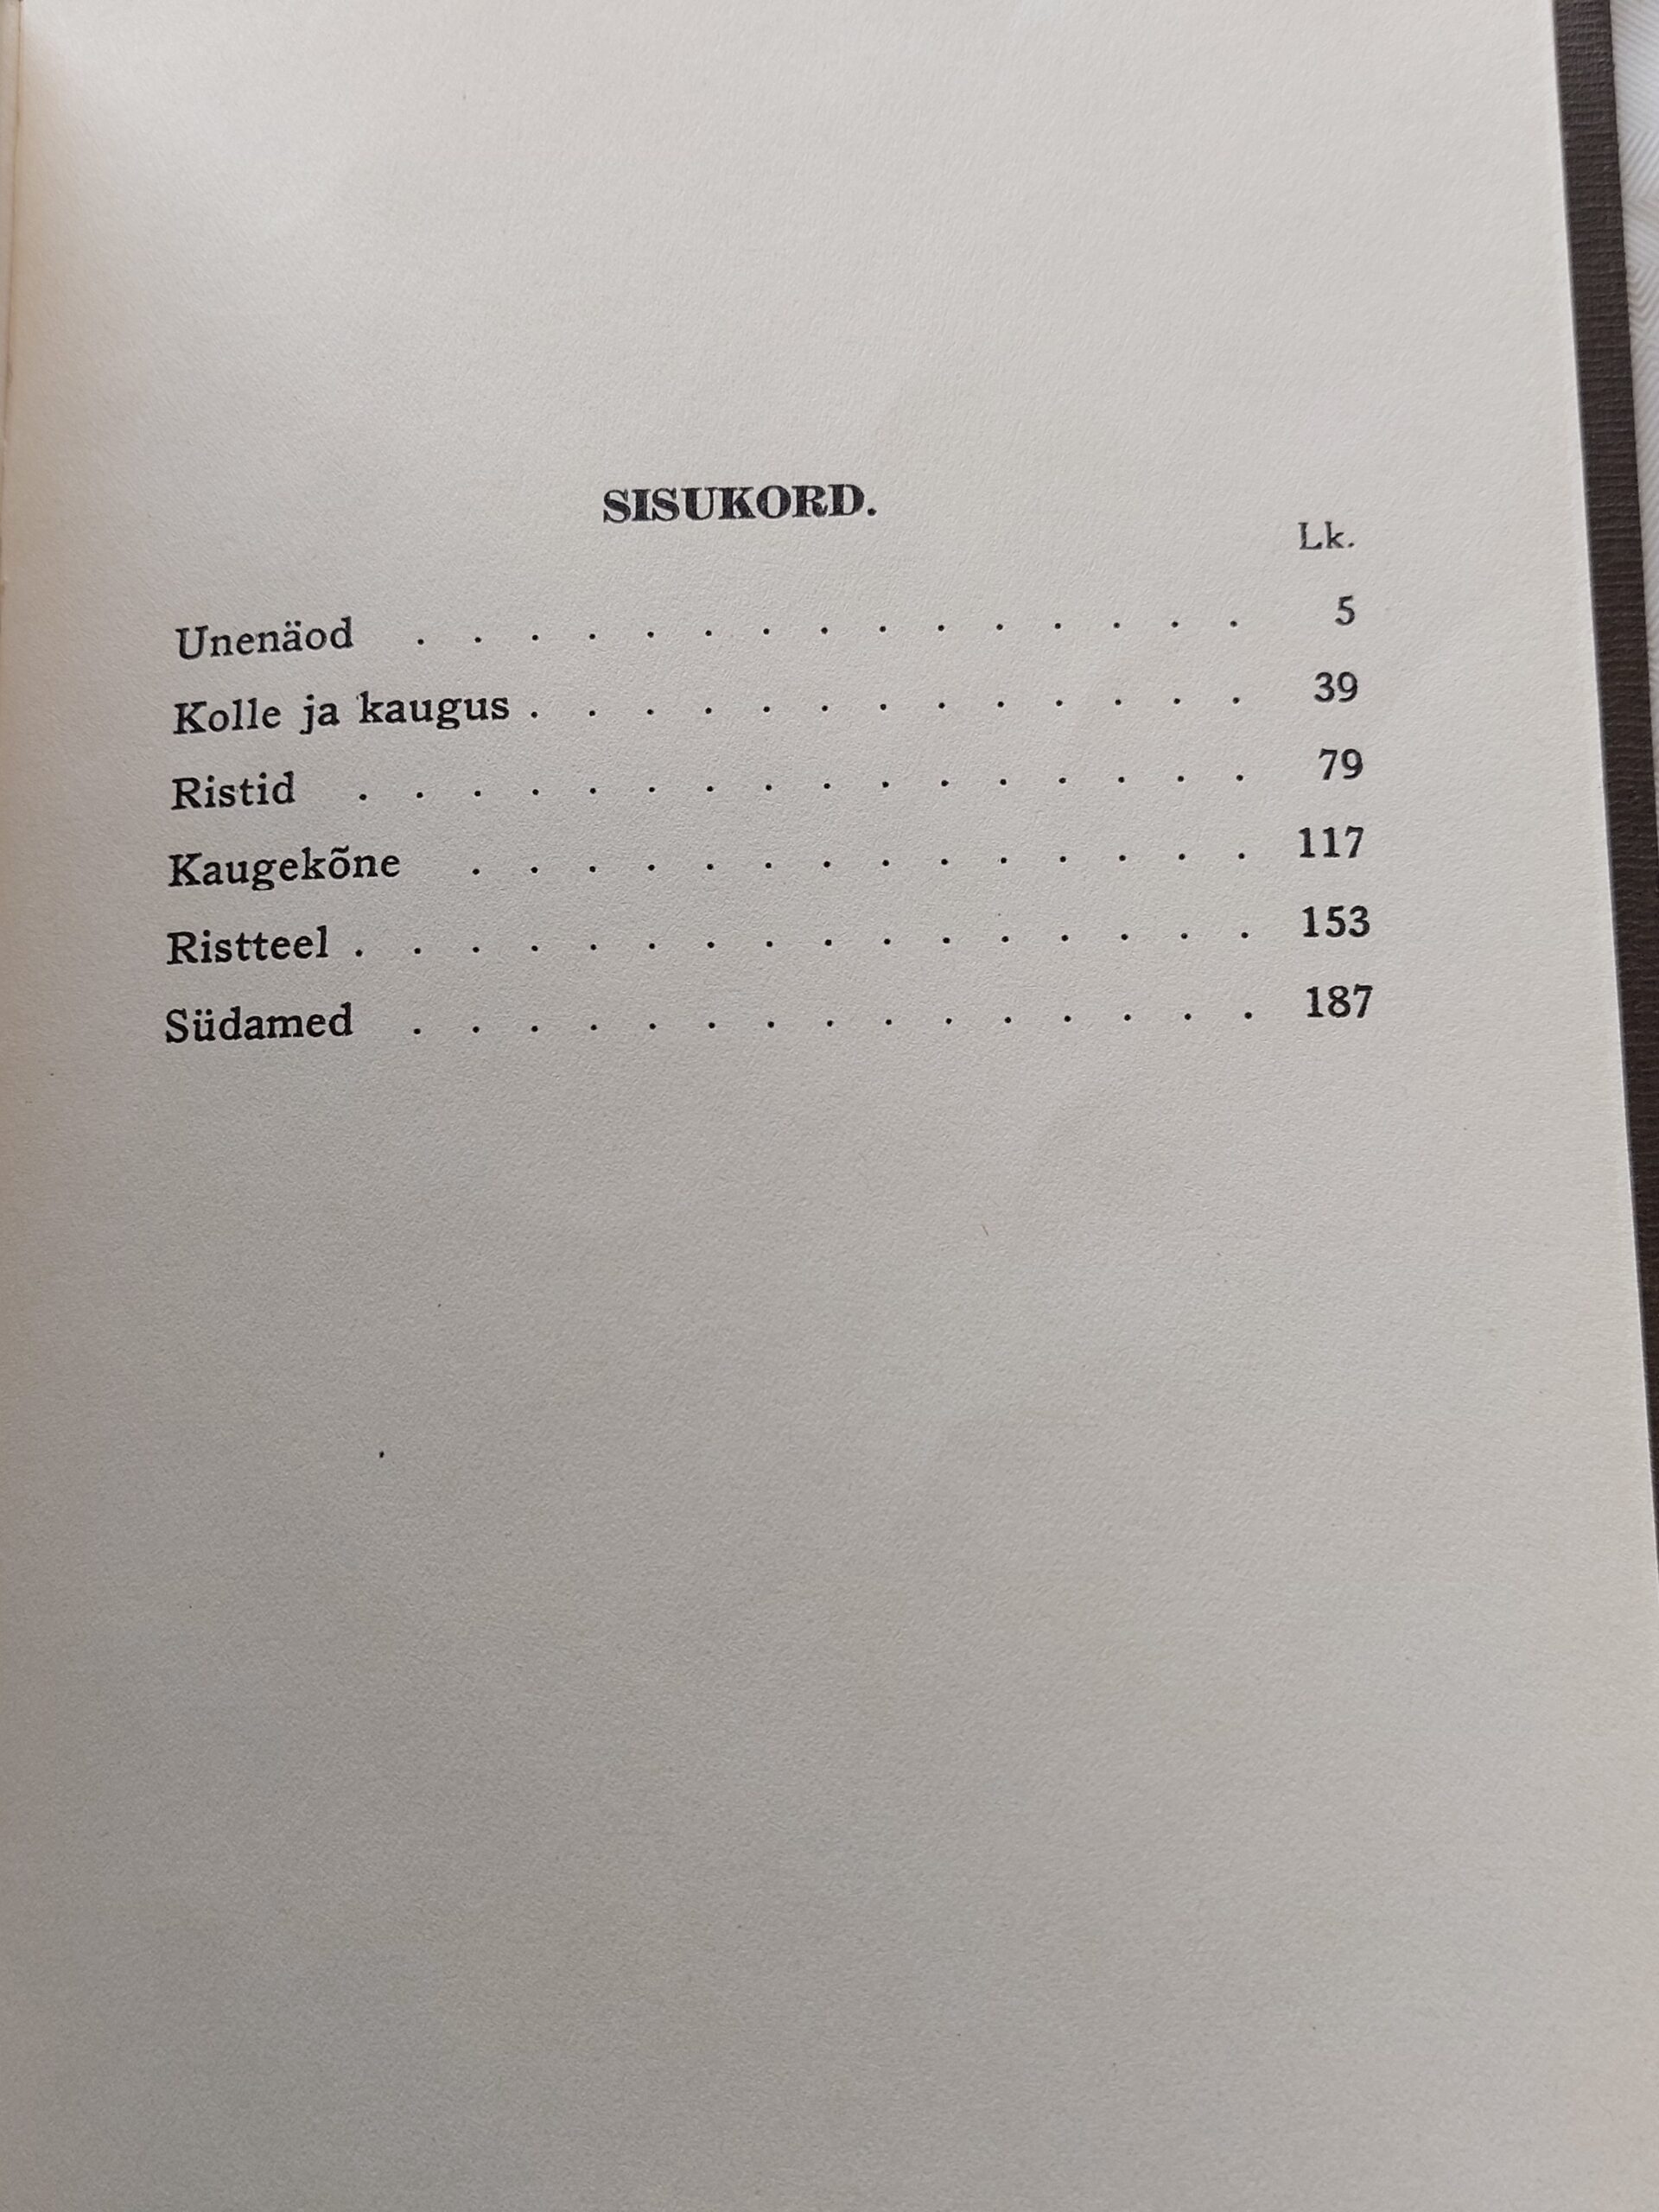 SISUKORD.
Lk.
Unenäod . . . . . . . . . . . . . . . 5
Kolle ja kaugus . . . . . . . . . . . . . 39
Ristid . . . . . . . . . . . . . . . . 79
Kaugekõne . . . . . . . . . . . . . . 117
Ristteel . . . . . . . . . . . . . . . . 153
Südamed . . . . . . . . . . . . . . . 187